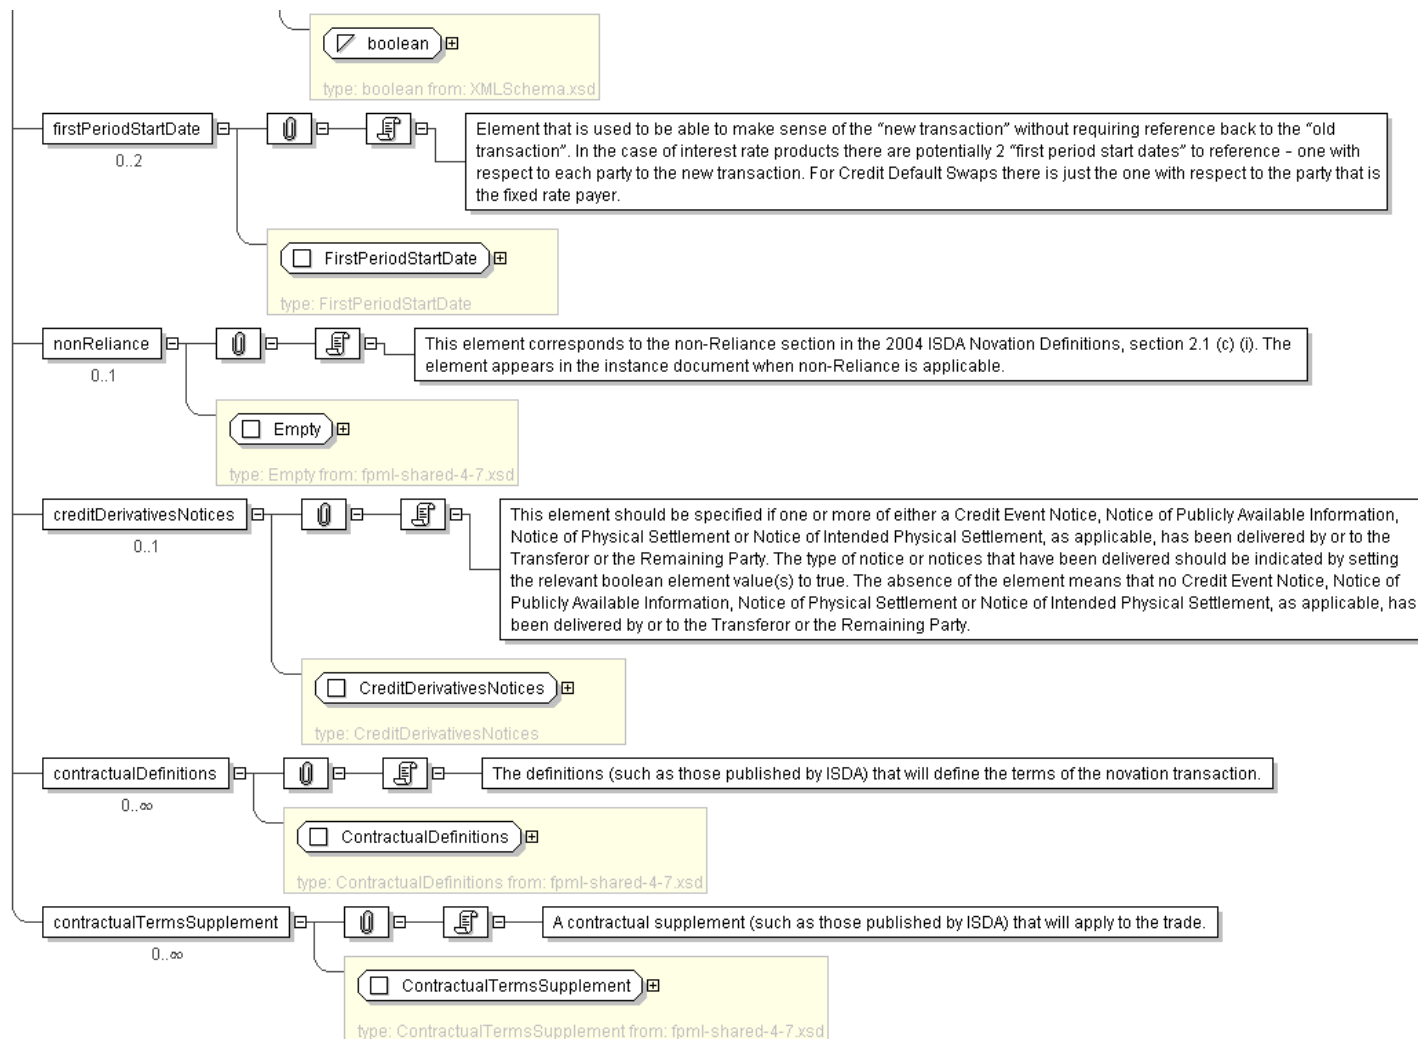 boolean
type: boolean from: XMLSchema.xsd
firstPeriodStartDate
0..2
Element that is used to be able to make sense of the “new transaction” without requiring reference back to the “old
transaction”. In the case of interest rate products there are potentially 2 “first period start dates” to reference – one with
respect to each party to the new transaction. For Credit Default Swaps there is just the one with respect to the party that is
the fixed rate payer.
FirstPeriodStartDate
type: FirstPeriodStartDate
nonReliance
0..1
This element corresponds to the non-Reliance section in the 2004 ISDA Novation Definitions, section 2.1 (c) (i). The
element appears in the instance document when non-Reliance is applicable.
Empty
type: Empty from: fpml-shared-4-7.xsd
creditDerivativesNotices
0..1
This element should be specified if one or more of either a Credit Event Notice, Notice of Publicly Available Information,
Notice of Physical Settlement or Notice of Intended Physical Settlement, as applicable, has been delivered by or to the
Transferor or the Remaining Party. The type of notice or notices that have been delivered should be indicated by setting
the relevant boolean element value(s) to true. The absence of the element means that no Credit Event Notice, Notice of
Publicly Available Information, Notice of Physical Settlement or Notice of Intended Physical Settlement, as applicable, has
been delivered by or to the Transferor or the Remaining Party.
CreditDerivativesNotices
type: CreditDerivativesNotices
contractualDefinitions
0..∞
The definitions (such as those published by ISDA) that will define the terms of the novation transaction.
ContractualDefinitions
type: ContractualDefinitions from: fpml-shared-4-7.xsd
contractualTermsSupplement
0..∞
A contractual supplement (such as those published by ISDA) that will apply to the trade.
ContractualTermsSupplement
type: ContractualTermsSupplement from: fpml-shared-4-7.xsd